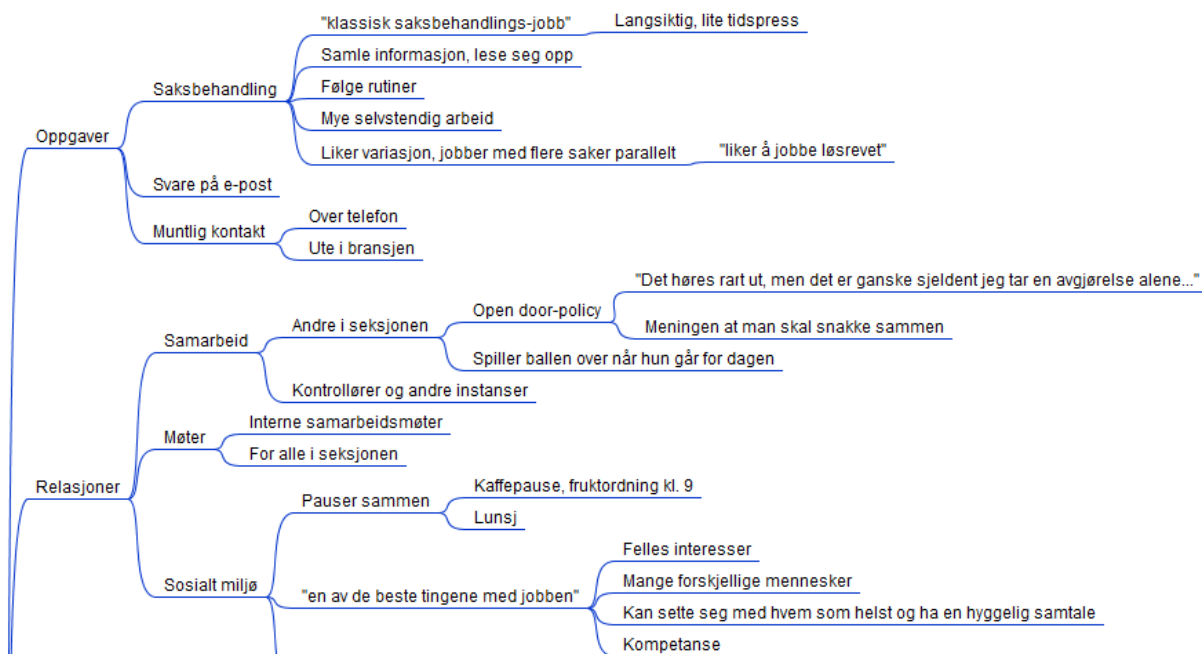 Oppgaver
Saksbehandling
"klassisk saksbehandlings-jobb"
Langsiktig, lite tidspress
Samle informasjon, lese seg opp
Følge rutiner
Mye selvstendig arbeid
Liker variasjon, jobber med flere saker parallelt
"liker å jobbe løsrevet"
Svare på e-post
Muntlig kontakt
Over telefon
Ute i bransjen
Relasjoner
Samarbeid
Andre i seksjonen
Open door-policy
"Det høres rart ut, men det er ganske sjeldent jeg tar en avgjørelse alene..."
Meningen at man skal snakke sammen
Spiller ballen over når hun går for dagen
Kontrollører og andre instanser
Møter
Interne samarbeidsmøter
For alle i seksjonen
Sosialt miljø
Pauser sammen
Kaffepause, fruktordning kl. 9
Lunsj
"en av de beste tingene med jobben"
Felles interesser
Mange forskjellige mennesker
Kan sette seg med hvem som helst og ha en hyggelig samtale
Kompetanse